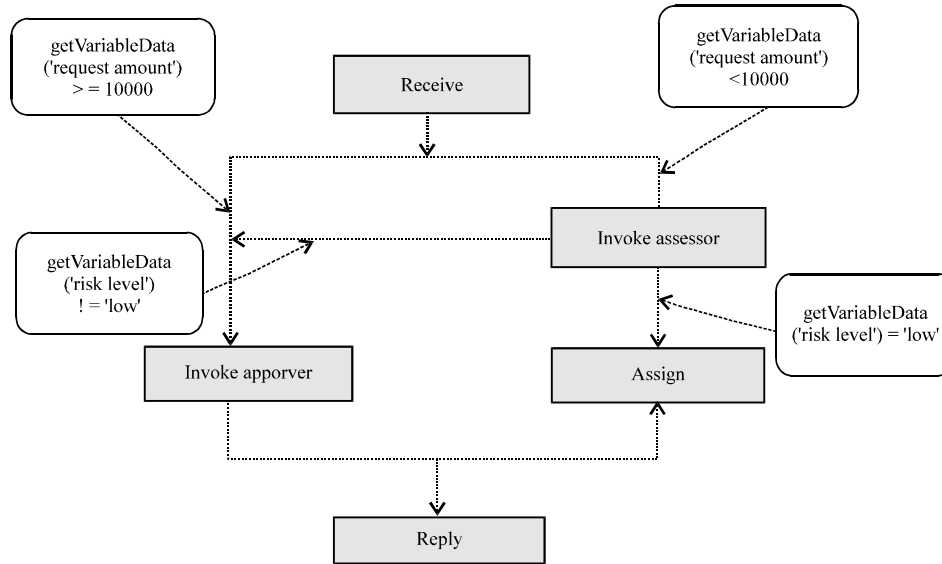 getVariableData
('request amount')
> = 10000
getVariableData
('request amount')
<10000
Receive
Invoke assessor
getVariableData
('risk level')
! = 'low'
getVariableData
('risk level') = 'low'
Invoke apporver
Assign
Reply